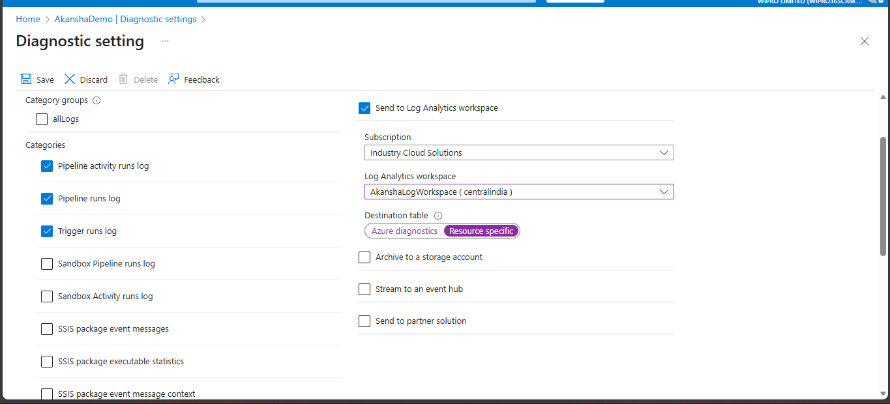 WIPRO LIMITED (WIPRO365CRM....
Home > AkanshaDemo | Diagnostic settings >
Diagnostic setting ...
Save Discard Delete Feedback
Category groups
allLogs
Categories
Pipeline activity runs log
Pipeline runs log
Trigger runs log
Sandbox Pipeline runs log
Sandbox Activity runs log
SSIS package event messages
SSIS package executable statistics
SSIS package event message context
Send to Log Analytics workspace
Subscription
Industry Cloud Solutions
Log Analytics workspace
AkanshaLogWorkspace ( centralindia )
Destination table
Azure diagnostics Resource specific
Archive to a storage account
Stream to an event hub
Send to partner solution